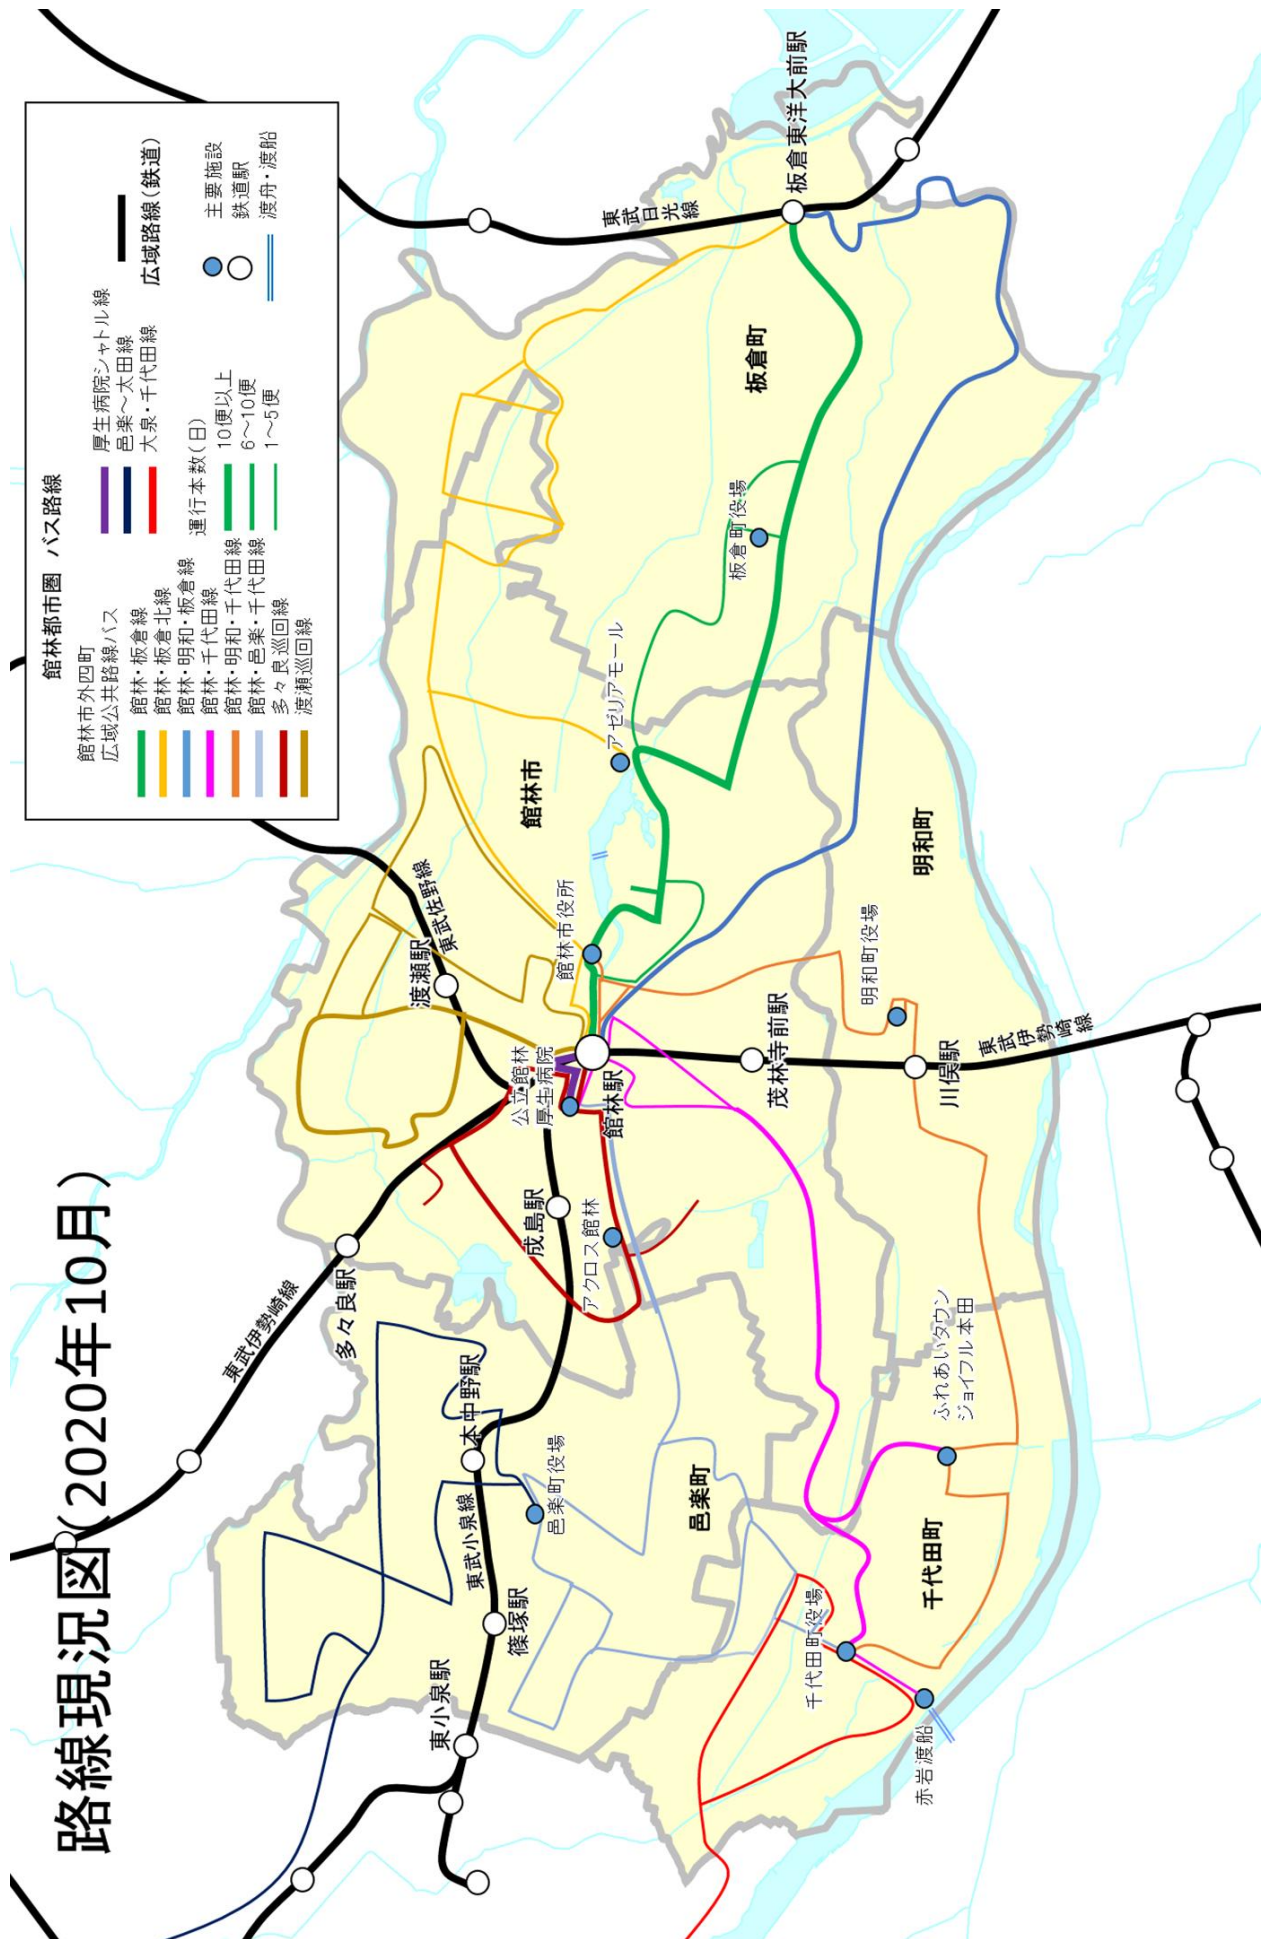 路線現況図(2020年10月)
館林都市圏 バス路線
館林市外四町
広域公共路線バス
館林・板倉線
館林・板倉北線
館林・明和・板倉線
館林・千代田線
館林・明和・千代田線
館林・邑楽・千代田線
多々良巡回線
渡瀬巡回線
厚生病院シャトル線
邑楽~太田線
大泉・千代田線
運行本数(日)
10便以上
6~10便
1~5便
広域路線(鉄道)
主要施設
鉄道駅
渡舟・渡船
東武伊勢崎線
多々良駅
東武佐野線
渡瀬駅
東武日光線
板倉東洋大前駅
東小泉駅
篠塚駅
東武小泉線
本中野駅
成島駅
公立館林
厚生病院
館林駅
館林市役所
館林市
アゼリアモール
板倉町役場
板倉町
邑楽町役場
アクロス館林
邑楽町
茂林寺前駅
千代田町役場
千代田町
赤岩渡船
ふれあいタウン
ジョイフル本田
川俣駅
明和町役場
明和町
東武伊勢崎線